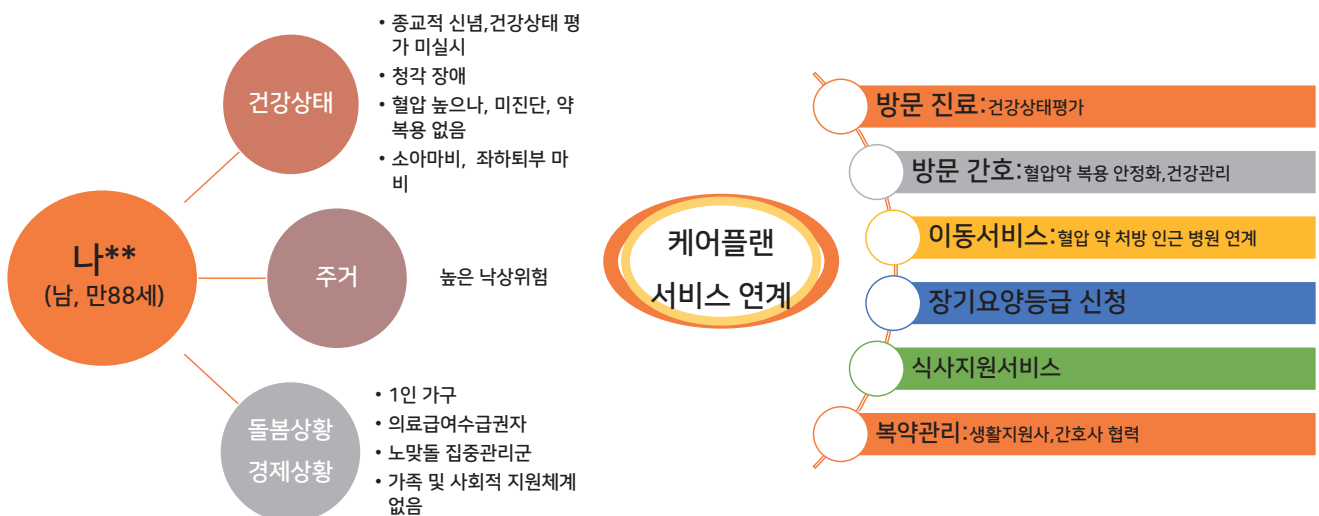 나**
(남, 만88세)
건강상태
• 종교적 신념,건강상태 평
가 미실시
• 청각 장애
• 혈압 높으나, 미진단, 약
복용 없음
• 소아마비, 좌하퇴부 마
비
주거
높은 낙상위험
돌봄상황
경제상황
• 1인 가구
• 의료급여수급권자
• 노맞돌 집중관리군
• 가족 및 사회적 지원체계
없음
케어플랜
서비스 연계
방문 진료:건강상태평가
방문 간호:혈압약 복용 안정화,건강관리
이동서비스:혈압 약 처방 인근 병원 연계
장기요양등급 신청
식사지원서비스
복약관리:생활지원사,간호사 협력